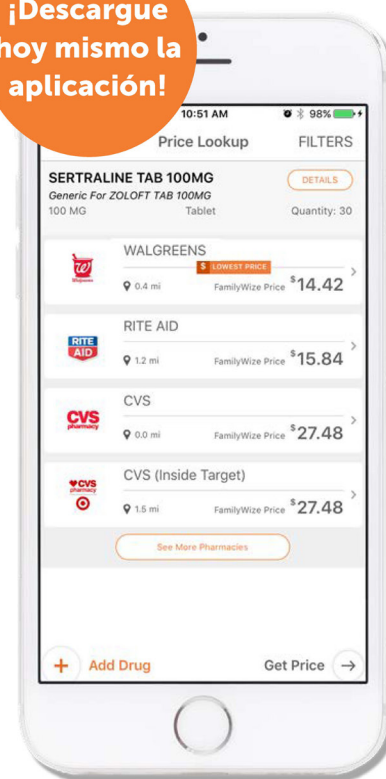 ¡Descargue
hoy mismo la
aplicación!
10:51 AM 98%
Price Lookup FILTERS
SERTRALINE TAB 100MG DETAILS
Generic For ZOLOFT TAB 100MG
100 MG Tablet Quantity: 30
WALGREENS
$ LOWEST PRICE
Walgreens
0.4 mi FamilyWize Price $14.42
RITE AID
RITE
AID
1.2 mi FamilyWize Price $15.84
CVS
CVS
pharmacy
0.0 mi FamilyWize Price $27.48
CVS (Inside Target)
CVS
pharmacy
1.5 mi FamilyWize Price $27.48
See More Pharmacies
+ Add Drug Get Price →